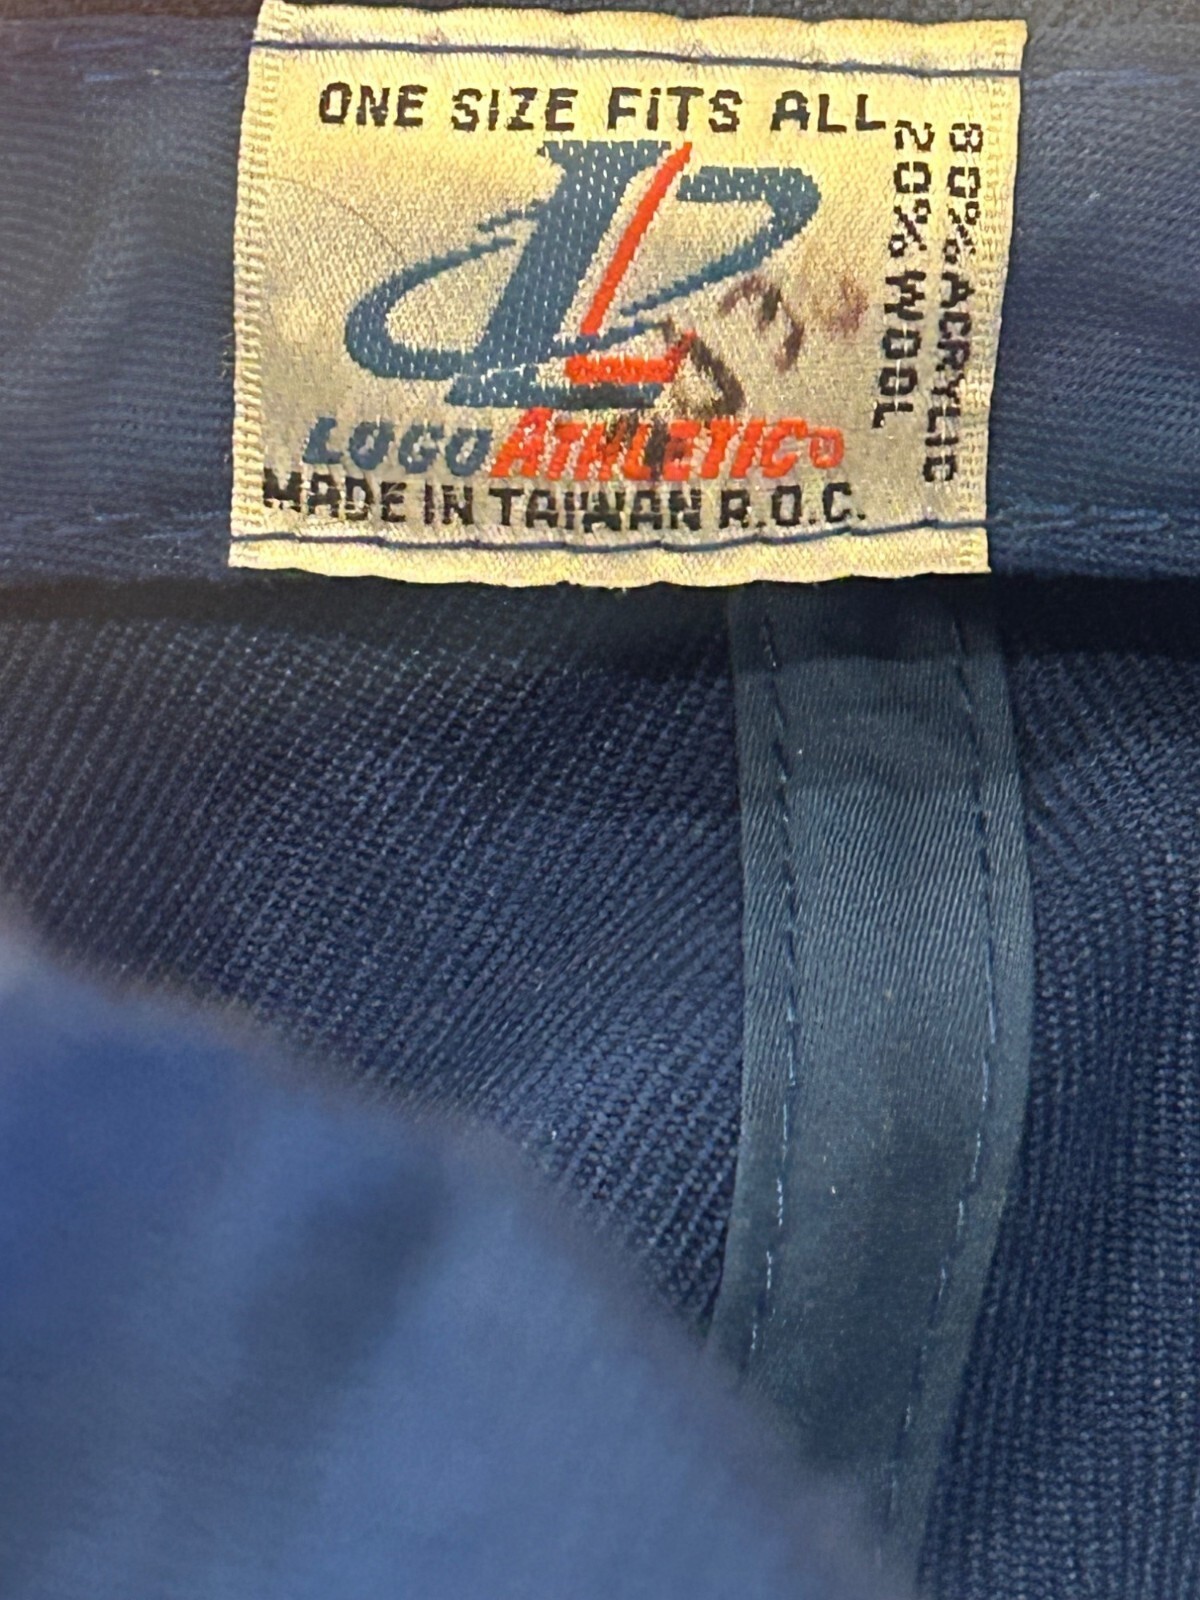 ONE SIZE FiTS ALL
80% ACRYLIC
20% WOOL
LOGO ATHLETIC
MADE IN TAIWAN R.O.C.